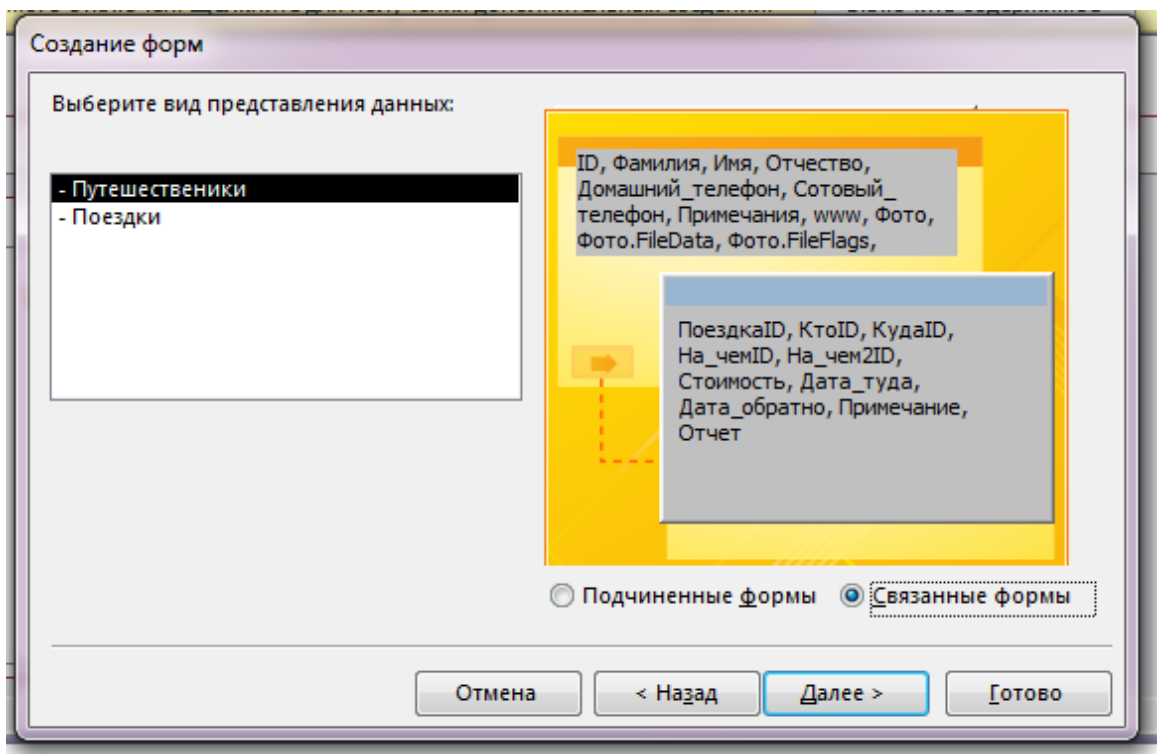 Создание форм
Выберите вид представления данных:
- Путешественики
- Поездки
ID, Фамилия, Имя, Отчество,
Домашний_телефон, Сотовый_
телефон, Примечания, www, Фото,
Фото.FileData, Фото.FileFlags,
ПоездкаID, КтоID, КудаID,
На_чемID, На_чем2ID,
Стоимость, Дата_туда,
Дата_обратно, Примечание,
Отчет
Подчиненные формы
Связанные формы
Отмена
< Назад
Далее >
Готово